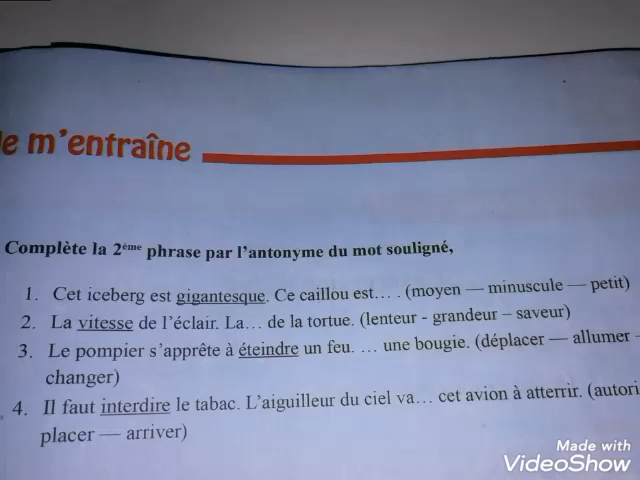 e m'entraîne
Complète la 2ème phrase par l'antonyme du mot souligné,
1. Cet iceberg est gigantesque. Ce caillou est... . (moyen — minuscule — petit)
2. La vitesse de l'éclair. La... de la tortue. (lenteur - grandeur – saveur)
3. Le pompier s'apprête à éteindre un feu. ... une bougie. (déplacer — allumer -
changer)
4. Il faut interdire le tabac. L'aiguilleur du ciel va... cet avion à atterrir. (autori
placer — arriver)
Made with
VideoShow